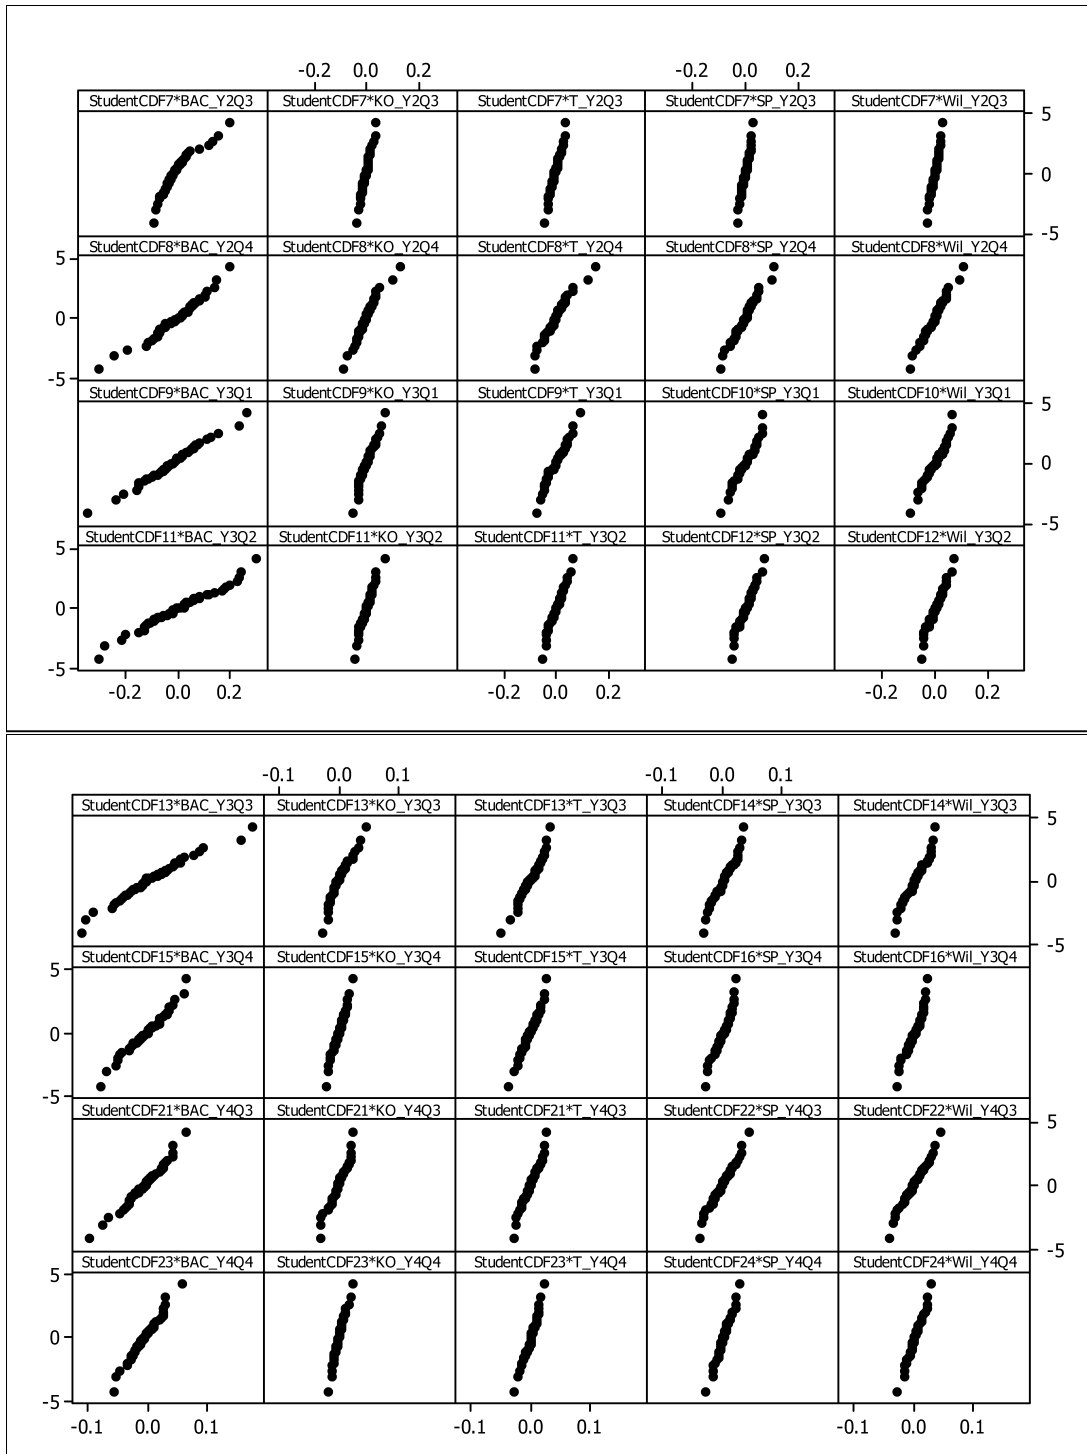 -0.2 0.0 0.2 -0.2 0.0 0.2
StudentCDF7*BAC_Y2Q3 StudentCDF7*KO_Y2Q3 StudentCDF7*T_Y2Q3 StudentCDF7*SP_Y2Q3 StudentCDF7*Wil_Y2Q3
5
0
-5
StudentCDF8*BAC_Y2Q4 StudentCDF8*KO_Y2Q4 StudentCDF8*T_Y2Q4 StudentCDF8*SP_Y2Q4 StudentCDF8*Wil_Y2Q4
5
0
-5
StudentCDF9*BAC_Y3Q1 StudentCDF9*KO_Y3Q1 StudentCDF9*T_Y3Q1 StudentCDF10*SP_Y3Q1 StudentCDF10*Wil_Y3Q1
5
0
-5
StudentCDF11*BAC_Y3Q2 StudentCDF11*KO_Y3Q2 StudentCDF11*T_Y3Q2 StudentCDF12*SP_Y3Q2 StudentCDF12*Wil_Y3Q2
5
0
-5
-0.2 0.0 0.2 -0.2 0.0 0.2 -0.2 0.0 0.2
-0.1 0.0 0.1 -0.1 0.0 0.1
StudentCDF13*BAC_Y3Q3 StudentCDF13*KO_Y3Q3 StudentCDF13*T_Y3Q3 StudentCDF14*SP_Y3Q3 StudentCDF14*Wil_Y3Q3
5
0
-5
StudentCDF15*BAC_Y3Q4 StudentCDF15*KO_Y3Q4 StudentCDF15*T_Y3Q4 StudentCDF16*SP_Y3Q4 StudentCDF16*Wil_Y3Q4
5
0
-5
StudentCDF21*BAC_Y4Q3 StudentCDF21*KO_Y4Q3 StudentCDF21*T_Y4Q3 StudentCDF22*SP_Y4Q3 StudentCDF22*Wil_Y4Q3
5
0
-5
StudentCDF23*BAC_Y4Q4 StudentCDF23*KO_Y4Q4 StudentCDF23*T_Y4Q4 StudentCDF24*SP_Y4Q4 StudentCDF24*Wil_Y4Q4
5
0
-5
-0.1 0.0 0.1 -0.1 0.0 0.1 -0.1 0.0 0.1